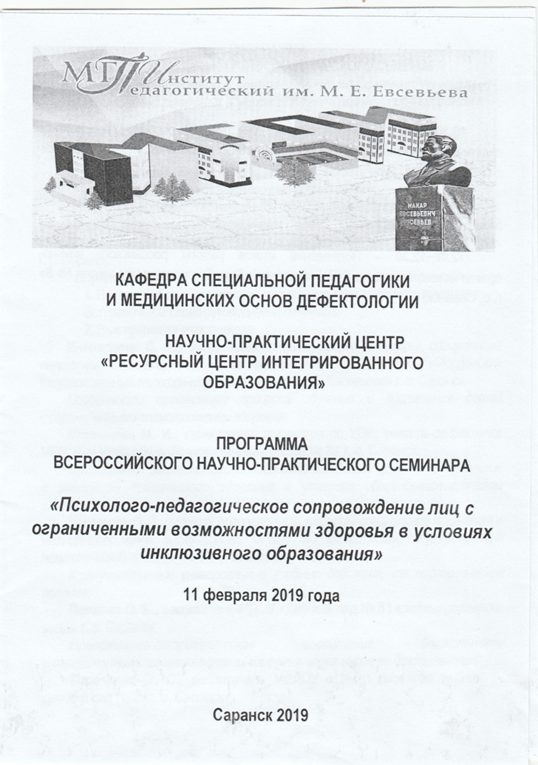 МГПИнститут
Педагогический им. М. Е. Евсевьева
МАКАР
ЕВСЕВЬЕВИЧ
ЕВСЕВЬЕВ
КАФЕДРА СПЕЦИАЛЬНОЙ ПЕДАГОГИКИ
И МЕДИЦИНСКИХ ОСНОВ ДЕФЕКТОЛОГИИ
НАУЧНО-ПРАКТИЧЕСКИЙ ЦЕНТР
«РЕСУРСНЫЙ ЦЕНТР ИНТЕГРИРОВАННОГО
ОБРАЗОВАНИЯ»
ПРОГРАММА
ВСЕРОССИЙСКОГО НАУЧНО-ПРАКТИЧЕСКОГО СЕМИНАРА
«Психолого-педагогическое сопровождение лиц с
ограниченными возможностями здоровья в условиях
инклюзивного образования»
11 февраля 2019 года
Саранск 2019